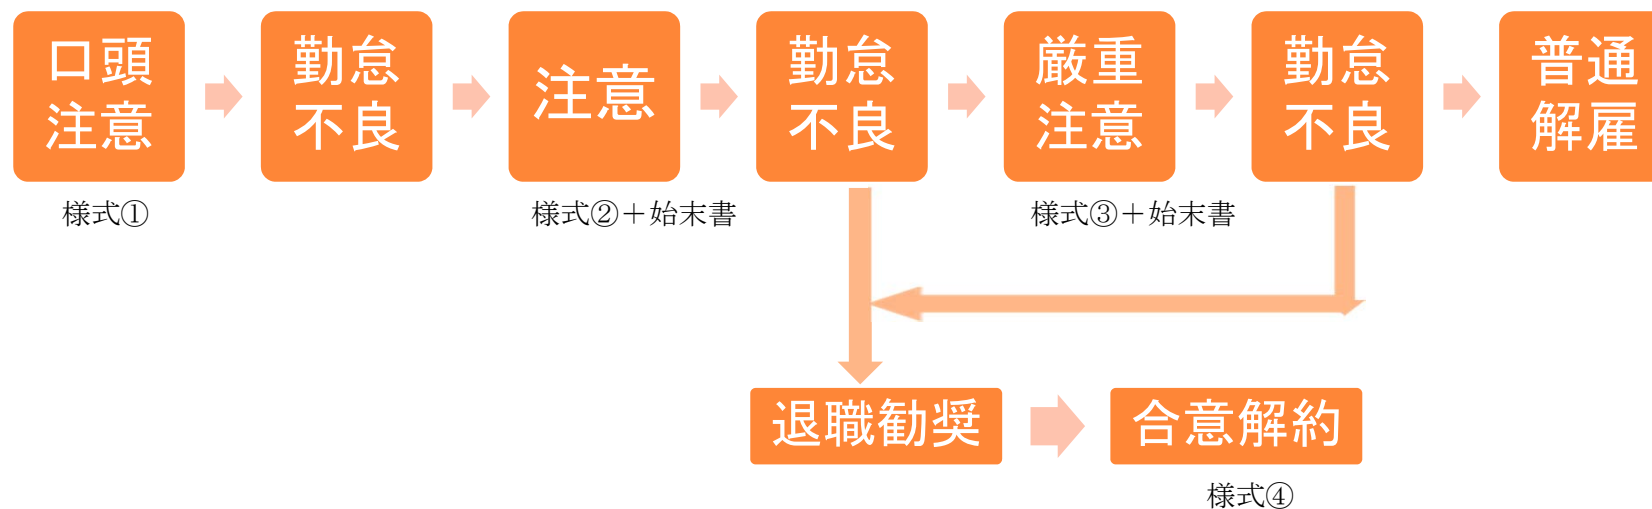 口頭
注意
勤怠
不良
注意
勤怠
不良
厳重
注意
勤怠
不良
普通
解雇
様式①
様式②＋始末書
様式③＋始末書
退職勧奨
合意解約
様式④